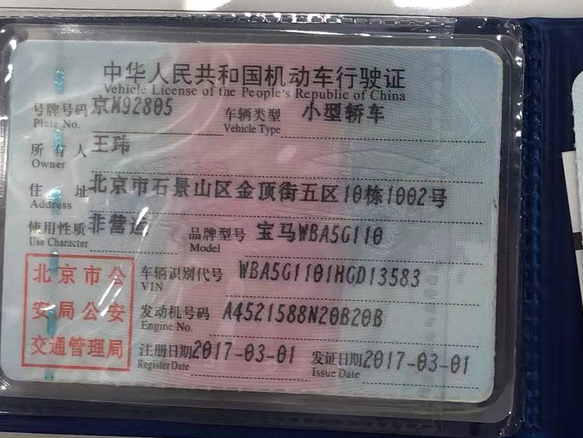 中华人民共和国机动车行驶证
Vehicle License of the People's Republic of China
号牌号码 京M92805 车辆类型 小型轿车
Plate No. Vehicle Type
所有人 王玮
Owner
住址 北京市石景山区金顶街五区10栋1002号
Address
使用性质 非营运 品牌型号 宝马WBA5G110
Use Character Model
北京市公
安局公安
交通管理局
车辆识别代号 WBA5G1101HGD13583
VIN
发动机号码 A4521588N20B20B
Engine No.
注册日期 2017-03-01 发证日期 2017-03-01
Register Date Issue Date